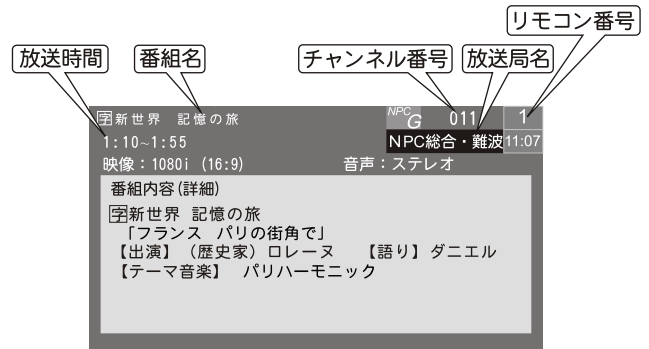 リモコン番号
放送時間 番組名 チャンネル番号 放送局名
字新世界 記憶の旅 NPC G 011 1
1:10~1:55 NPC総合・難波 11:07
映像：1080i (16:9) 音声：ステレオ
番組内容(詳細)
字新世界 記憶の旅
「フランス パリの街角で」
【出演】（歴史家）ロレーヌ 【語り】ダニエル
【テーマ音楽】 パリハーモニック